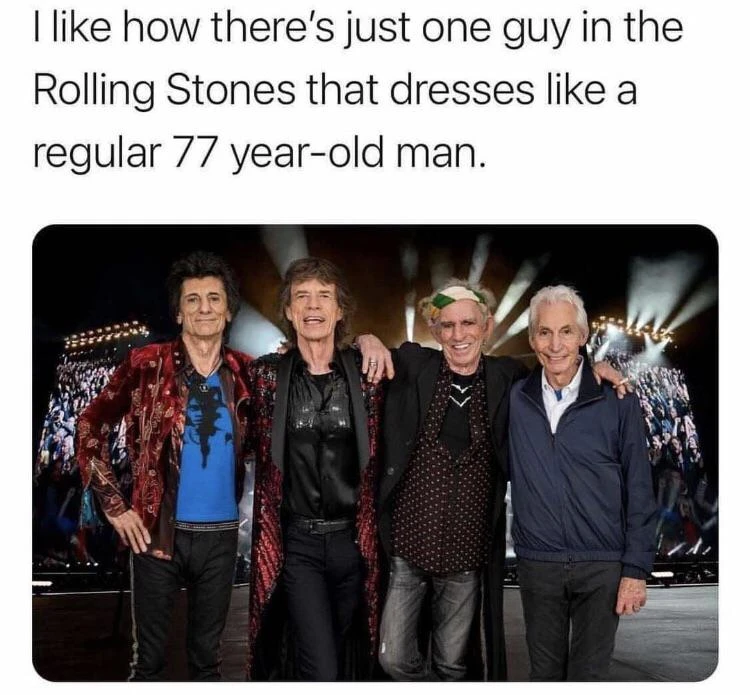 I like how there's just one guy in the
Rolling Stones that dresses like a
regular 77 year-old man.